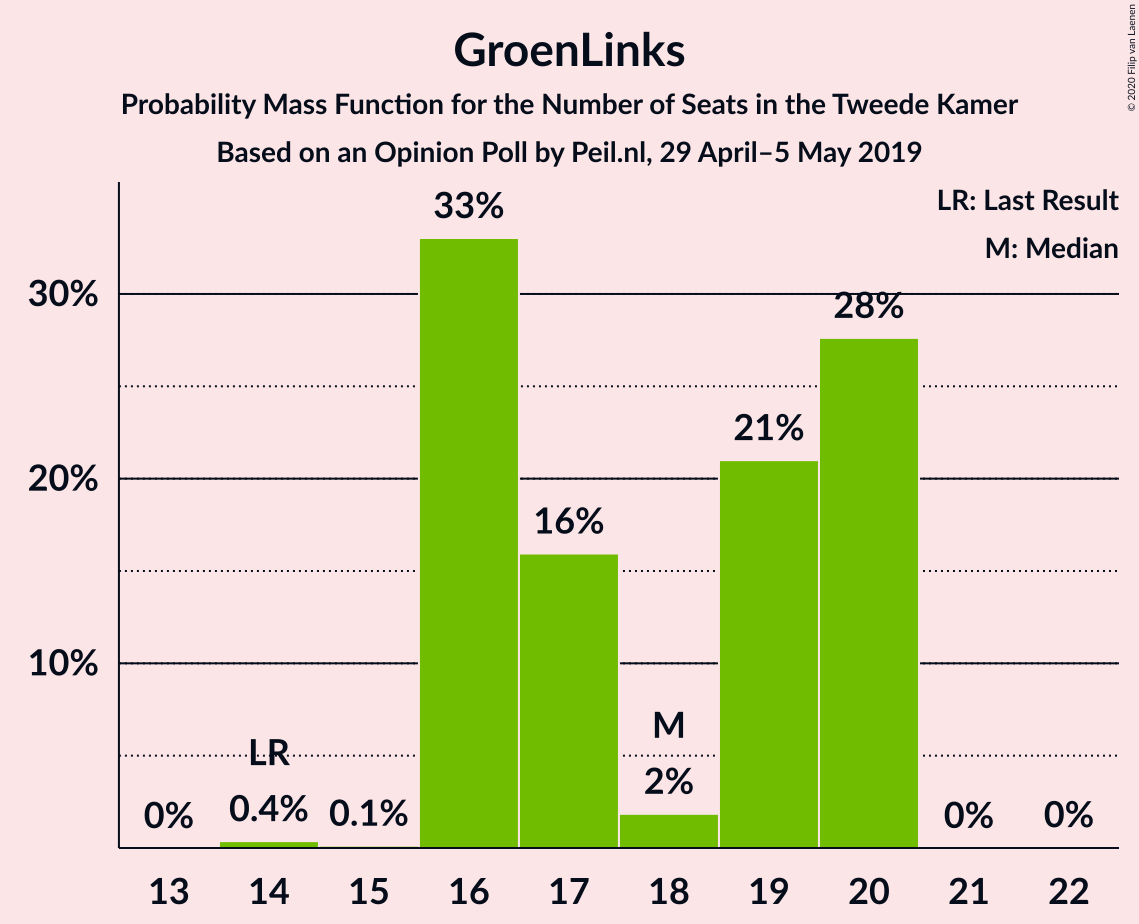 GroenLinks
Probability Mass Function for the Number of Seats in the Tweede Kamer
Based on an Opinion Poll by Peil.nl, 29 April–5 May 2019
© 2020 Filip van Laenen
LR: Last Result
M: Median
30%
20%
10%
0%
LR
0.4%
0.1%
33%
16%
M
2%
21%
28%
0%
0%
13 14 15 16 17 18 19 20 21 22